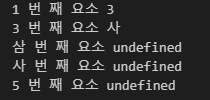 1 번 째 요소 3
3 번 째 요소 사
삼 번 째 요소 undefined
사 번 째 요소 undefined
5 번 째 요소 undefined